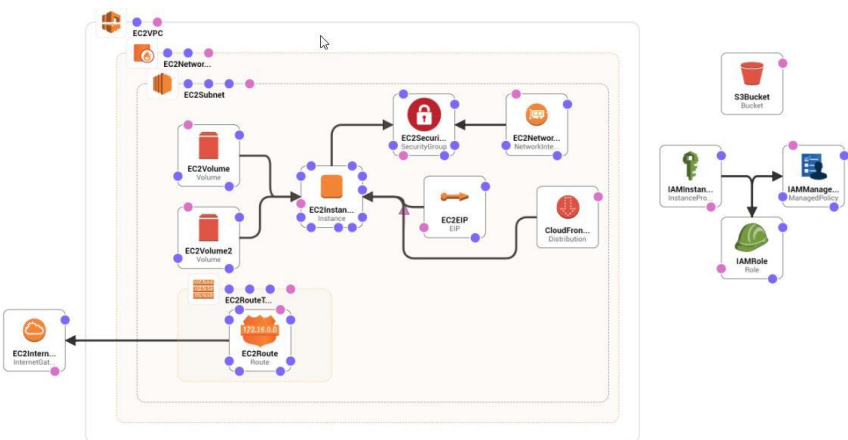 EC2VPC
EC2Networ...
EC2Subnet
S3Bucket
Bucket
EC2Securi...
SecurityGroup
EC2Networ...
NetworkInte...
EC2Volume
Volume
IAMInstan...
InstancePro...
IAMManage...
ManagedPolicy
EC2Instan...
Instance
EC2EIP
EIP
CloudFron...
Distribution
EC2Volume2
Volume
IAMRole
Role
EC2RouteT...
172.16.0.0
EC2Route
Route
EC2Intern...
InternetGat...